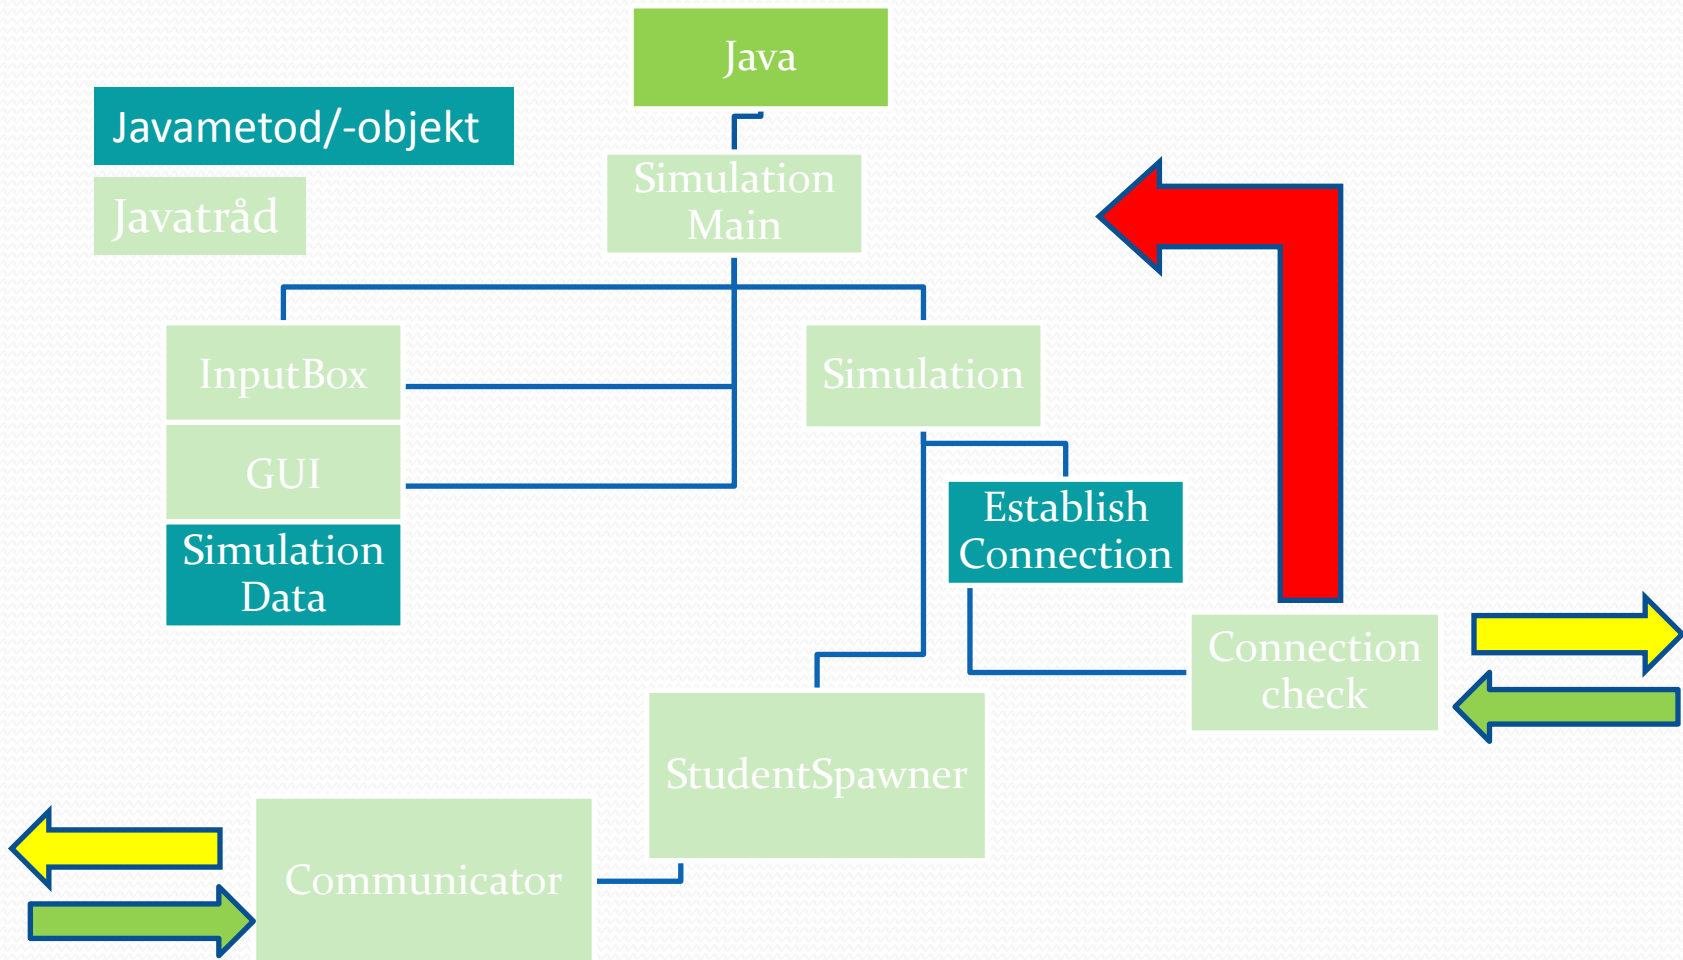 Java
Javametod/-objekt
Javatråd
Simulation
Main
InputBox
GUI
Simulation
Data
Simulation
Establish
Connection
Connection
check
StudentSpawner
Communicator